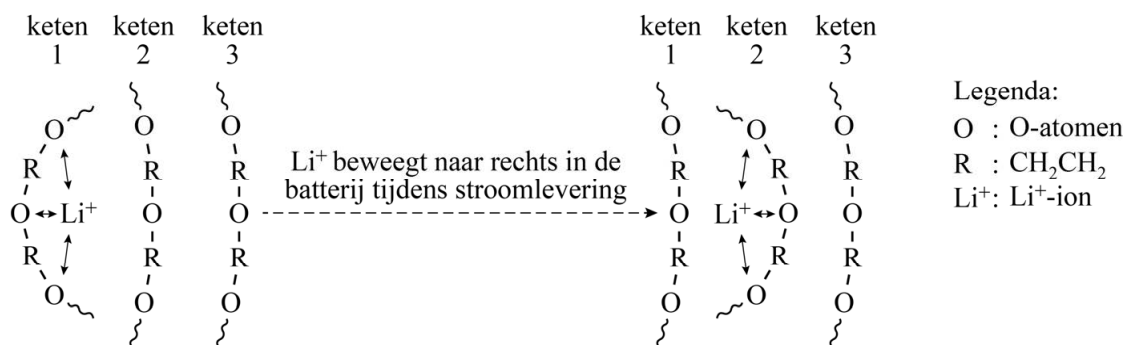 keten keten keten
1 2 3
O O O
R R R
O Li⁺ O O
R R R
O O O
Li⁺ beweegt naar rechts in de
batterij tijdens stroomlevering
keten keten keten
1 2 3
O O O
R R R
O Li⁺ O O
R R R
O O O
Legenda:
O : O-atomen
R : CH₂CH₂
Li⁺: Li⁺-ion